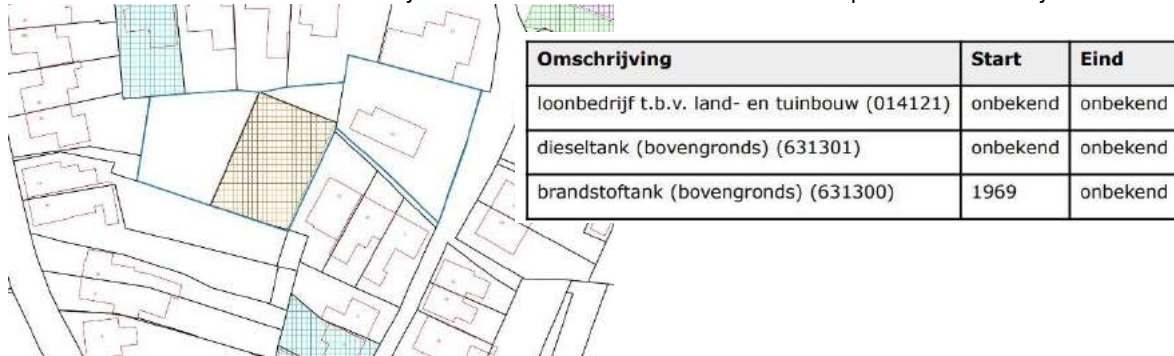 Omschrijving Start Eind
loonbedrijf t.b.v. land- en tuinbouw (014121) onbekend onbekend
dieseltank (bovengronds) (631301) onbekend onbekend
brandstoftank (bovengronds) (631300) 1969 onbekend